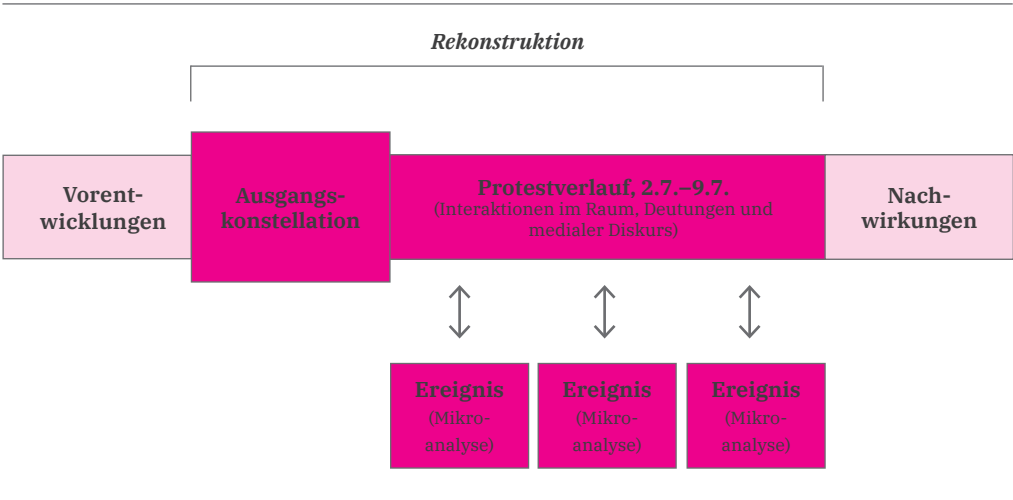 Rekonstruktion
Vorent-
wicklungen
Ausgangs-
konstellation
Protestverlauf, 2.7.–9.7.
(Interaktionen im Raum, Deutungen und
medialer Diskurs)
Nach-
wirkungen
Ereignis
(Mikro-
analyse)
Ereignis
(Mikro-
analyse)
Ereignis
(Mikro-
analyse)